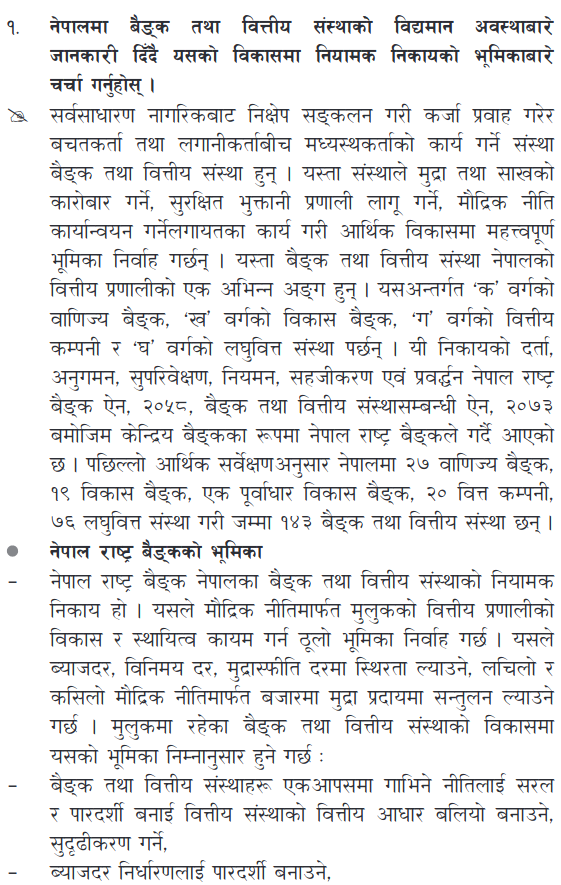 १. नेपालमा बैङ्क तथा वित्तीय संस्थाको विद्यमान अवस्थाबारे
जानकारी दिँदै यसको विकासमा नियामक निकायको भूमिकाबारे
चर्चा गर्नुहोस् ।
सर्वसाधारण नागरिकबाट निक्षेप सङ्कलन गरी कर्जा प्रवाह गरेर
बचतकर्ता तथा लगानीकर्ताबीच मध्यस्थकर्ताको कार्य गर्ने संस्था
बैङ्क तथा वित्तीय संस्था हुन् । यस्ता संस्थाले मुद्रा तथा साखको
कारोबार गर्ने, सुरक्षित भुक्तानी प्रणाली लागू गर्ने, मौद्रिक नीति
कार्यान्वयन गर्नेलगायतका कार्य गरी आर्थिक विकासमा महत्त्वपूर्ण
भूमिका निर्वाह गर्छन् । यस्ता बैङ्क तथा वित्तीय संस्था नेपालको
वित्तीय प्रणालीको एक अभिन्न अङ्ग हुन् । यसअन्तर्गत ‘क’ वर्गको
वाणिज्य बैङ्क, ‘ख’ वर्गको विकास बैङ्क, ‘ग’ वर्गको वित्तीय
कम्पनी र ‘घ’ वर्गको लघुवित्त संस्था पर्छन् । यी निकायको दर्ता,
अनुगमन, सुपरिवेक्षण, नियमन, सहजीकरण एवं प्रवर्द्धन नेपाल राष्ट्र
बैङ्क ऐन, २०५८, बैङ्क तथा वित्तीय संस्थासम्बन्धी ऐन, २०७३
बमोजिम केन्द्रिय बैङ्कका रूपमा नेपाल राष्ट्र बैङ्कले गर्दै आएको
छ । पछिल्लो आर्थिक सर्वेक्षणअनुसार नेपालमा २७ वाणिज्य बैङ्क,
१९ विकास बैङ्क, एक पूर्वाधार विकास बैङ्क, २० वित्त कम्पनी,
७६ लघुवित्त संस्था गरी जम्मा १४३ बैङ्क तथा वित्तीय संस्था छन् ।
● नेपाल राष्ट्र बैङ्कको भूमिका
– नेपाल राष्ट्र बैङ्क नेपालका बैङ्क तथा वित्तीय संस्थाको नियामक
निकाय हो । यसले मौद्रिक नीतिमार्फत मुलुकको वित्तीय प्रणालीको
विकास र स्थायित्व कायम गर्न ठूलो भूमिका निर्वाह गर्छ । यसले
ब्याजदर, विनिमय दर, मुद्रास्फीति दरमा स्थिरता ल्याउने, लचिलो र
कसिलो मौद्रिक नीतिमार्फत बजारमा मुद्रा प्रदायमा सन्तुलन ल्याउने
गर्छ । मुलुकमा रहेका बैङ्क तथा वित्तीय संस्थाको विकासमा
यसको भूमिका निम्नानुसार हुने गर्छ :
– बैङ्क तथा वित्तीय संस्थाहरू एकआपसमा गाभिने नीतिलाई सरल
र पारदर्शी बनाई वित्तीय संस्थाको वित्तीय आधार बलियो बनाउने,
सुदृढीकरण गर्ने,
– ब्याजदर निर्धारणलाई पारदर्शी बनाउने,